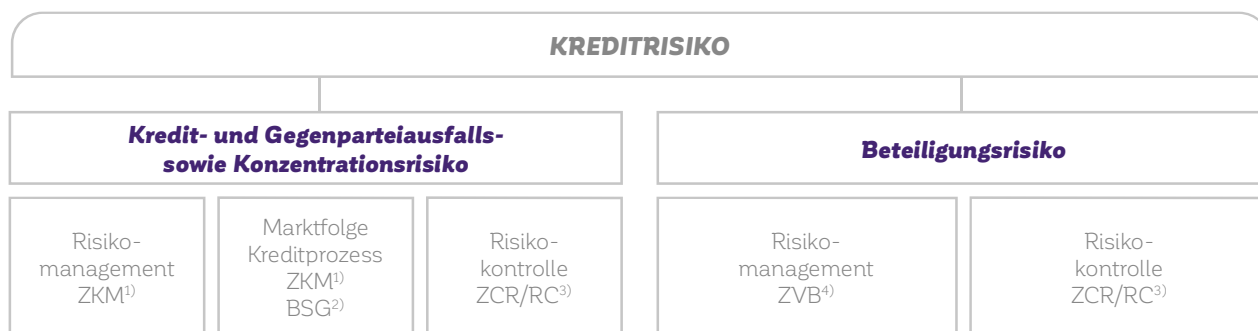 KREDITRISIKO
Kredit- und Gegenparteiausfalls-
sowie Konzentrationsrisiko
Beteiligungsrisiko
Risiko-
management
ZKM1)
Marktfolge
Kreditprozess
ZKM1)
BSG2)
Risiko-
kontrolle
ZCR/RC3)
Risiko-
management
ZVB4)
Risiko-
kontrolle
ZCR/RC3)